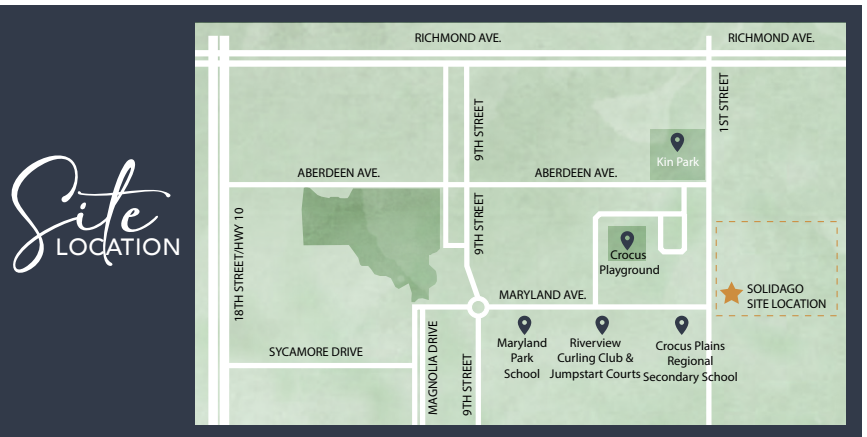 Site
LOCATION
RICHMOND AVE.
RICHMOND AVE.
1ST STREET
9TH STREET
Kin Park
ABERDEEN AVE.
ABERDEEN AVE.
18TH STREET/HWY 10
9TH STREET
Crocus
Playground
MARYLAND AVE.
SOLIDAGO
SITE LOCATION
SYCAMORE DRIVE
MAGNOLIA DRIVE
9TH STREET
Maryland
Park
School
Riverview
Curling Club &
Jumpstart Courts
Crocus Plains
Regional
Secondary School